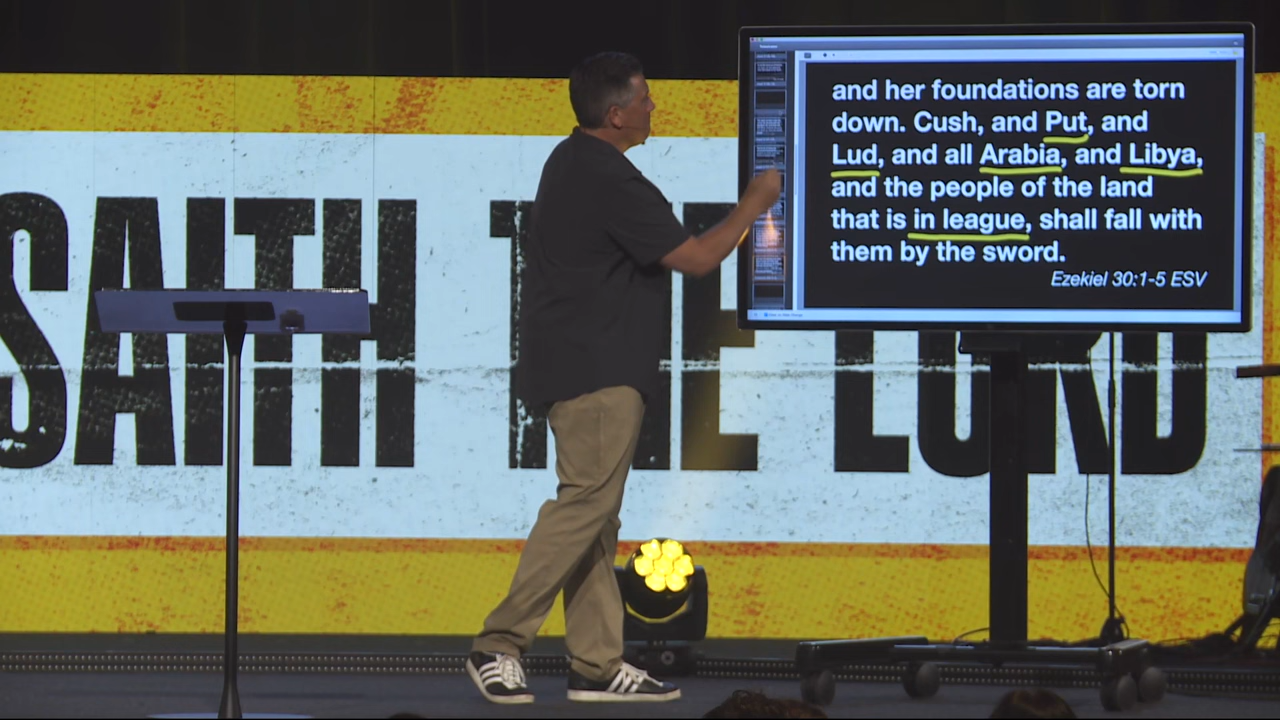 and her foundations are torn
down. Cush, and Put, and
Lud, and all Arabia, and Libya,
and the people of the land
that is in league, shall fall with
them by the sword.
Ezekiel 30:1-5 ESV
SAITH THE LORD